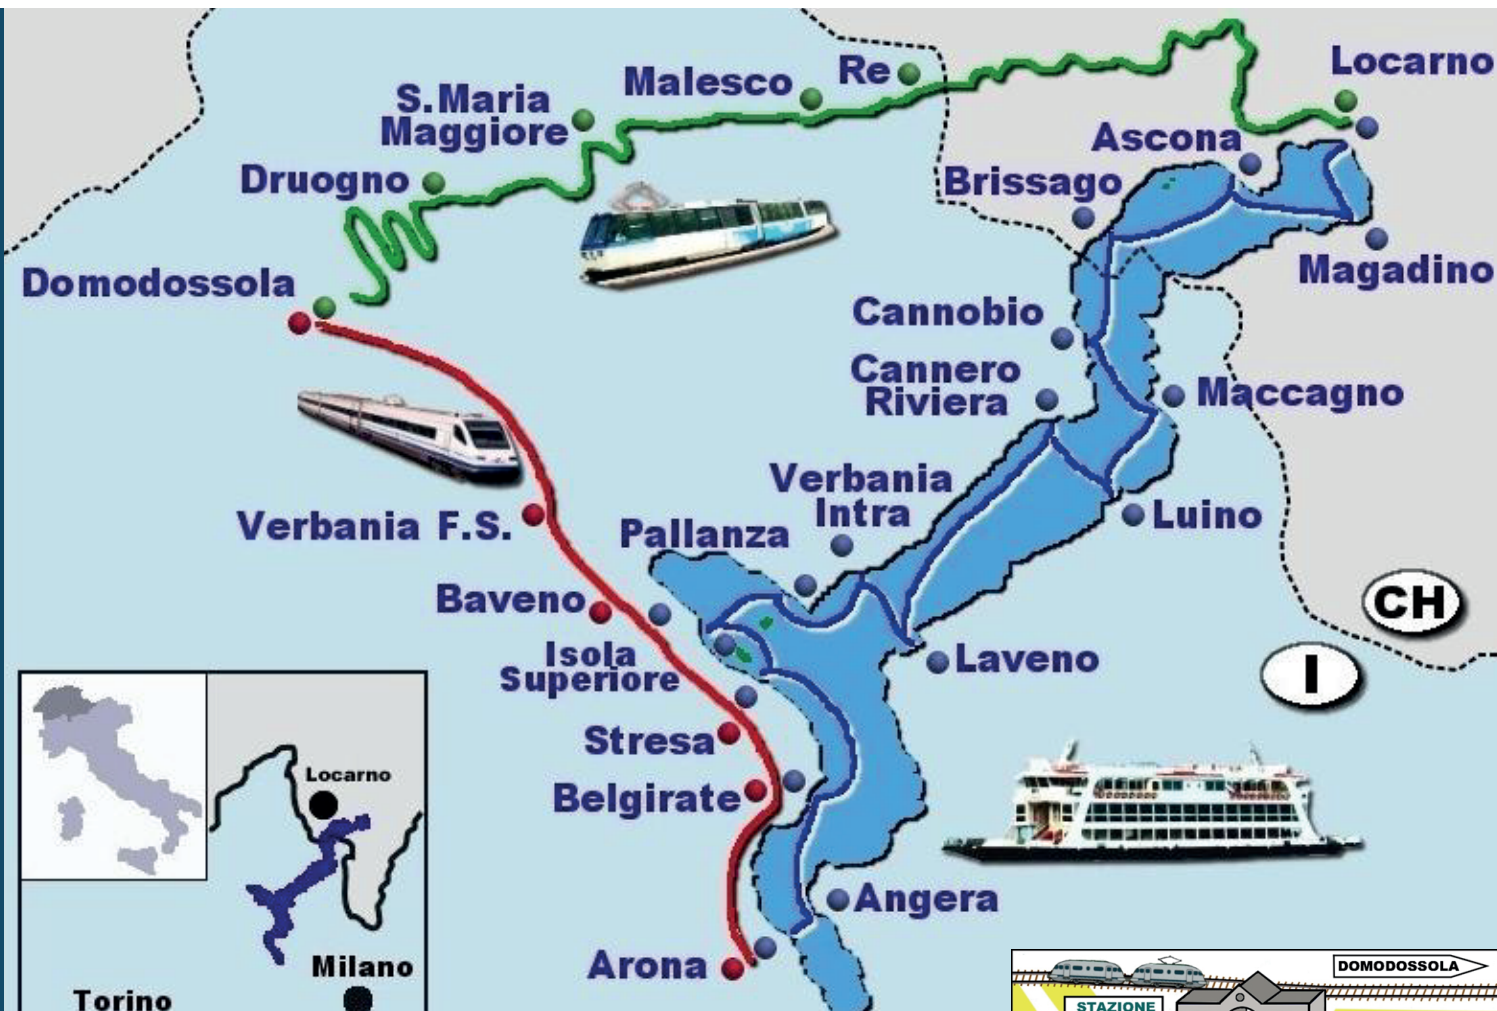 Re
Locarno
Malesco
S.Maria
Maggiore
Ascona
Druogno
Brissago
Magadino
Domodossola
Cannobio
Cannero
Riviera
Maccagno
Verbania
Intra
Verbania F.S.
Pallanza
Luino
Baveno
CH
Isola
Superiore
Laveno
I
Stresa
Belgirate
Angera
Arona
Locarno
Milano
Torino
DOMODOSSOLA
STAZIONE